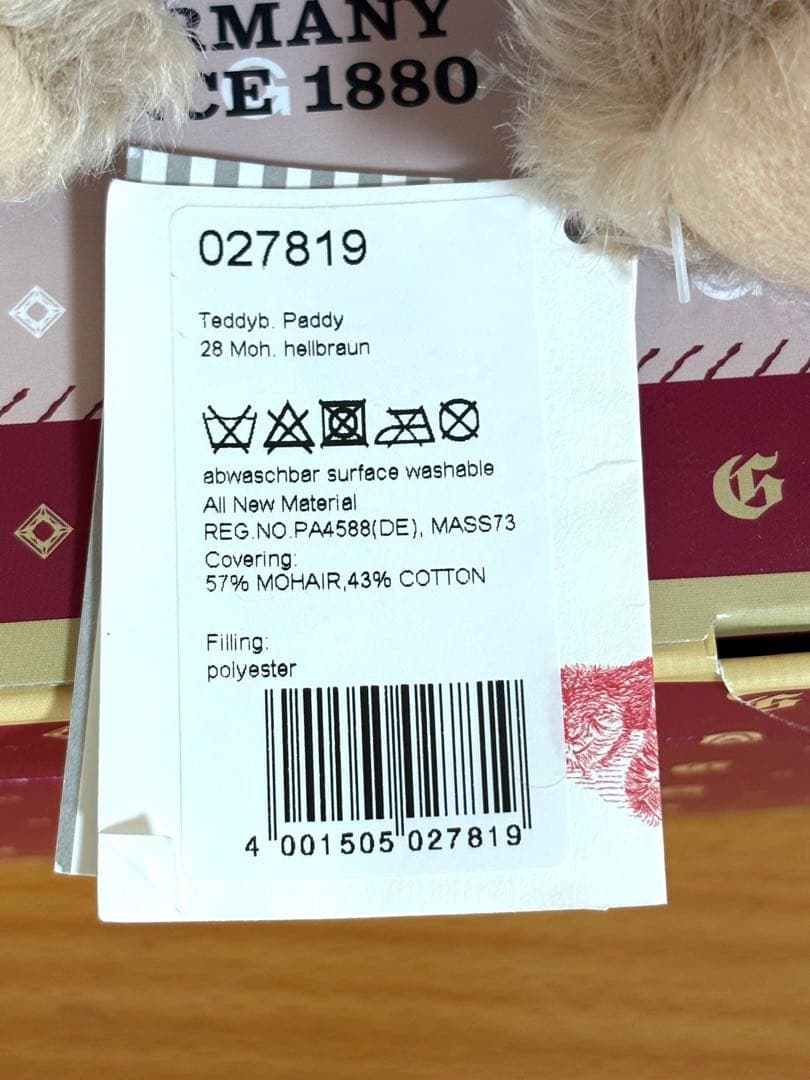 RMANY
CE 1880
G
027819
Teddyb. Paddy
28 Moh. hellbraun
abwaschbar surface washable
All New Material
REG.NO.PA4588(DE), MASS73
Covering:
57% MOHAIR,43% COTTON
Filling:
polyester
4 001505 027819